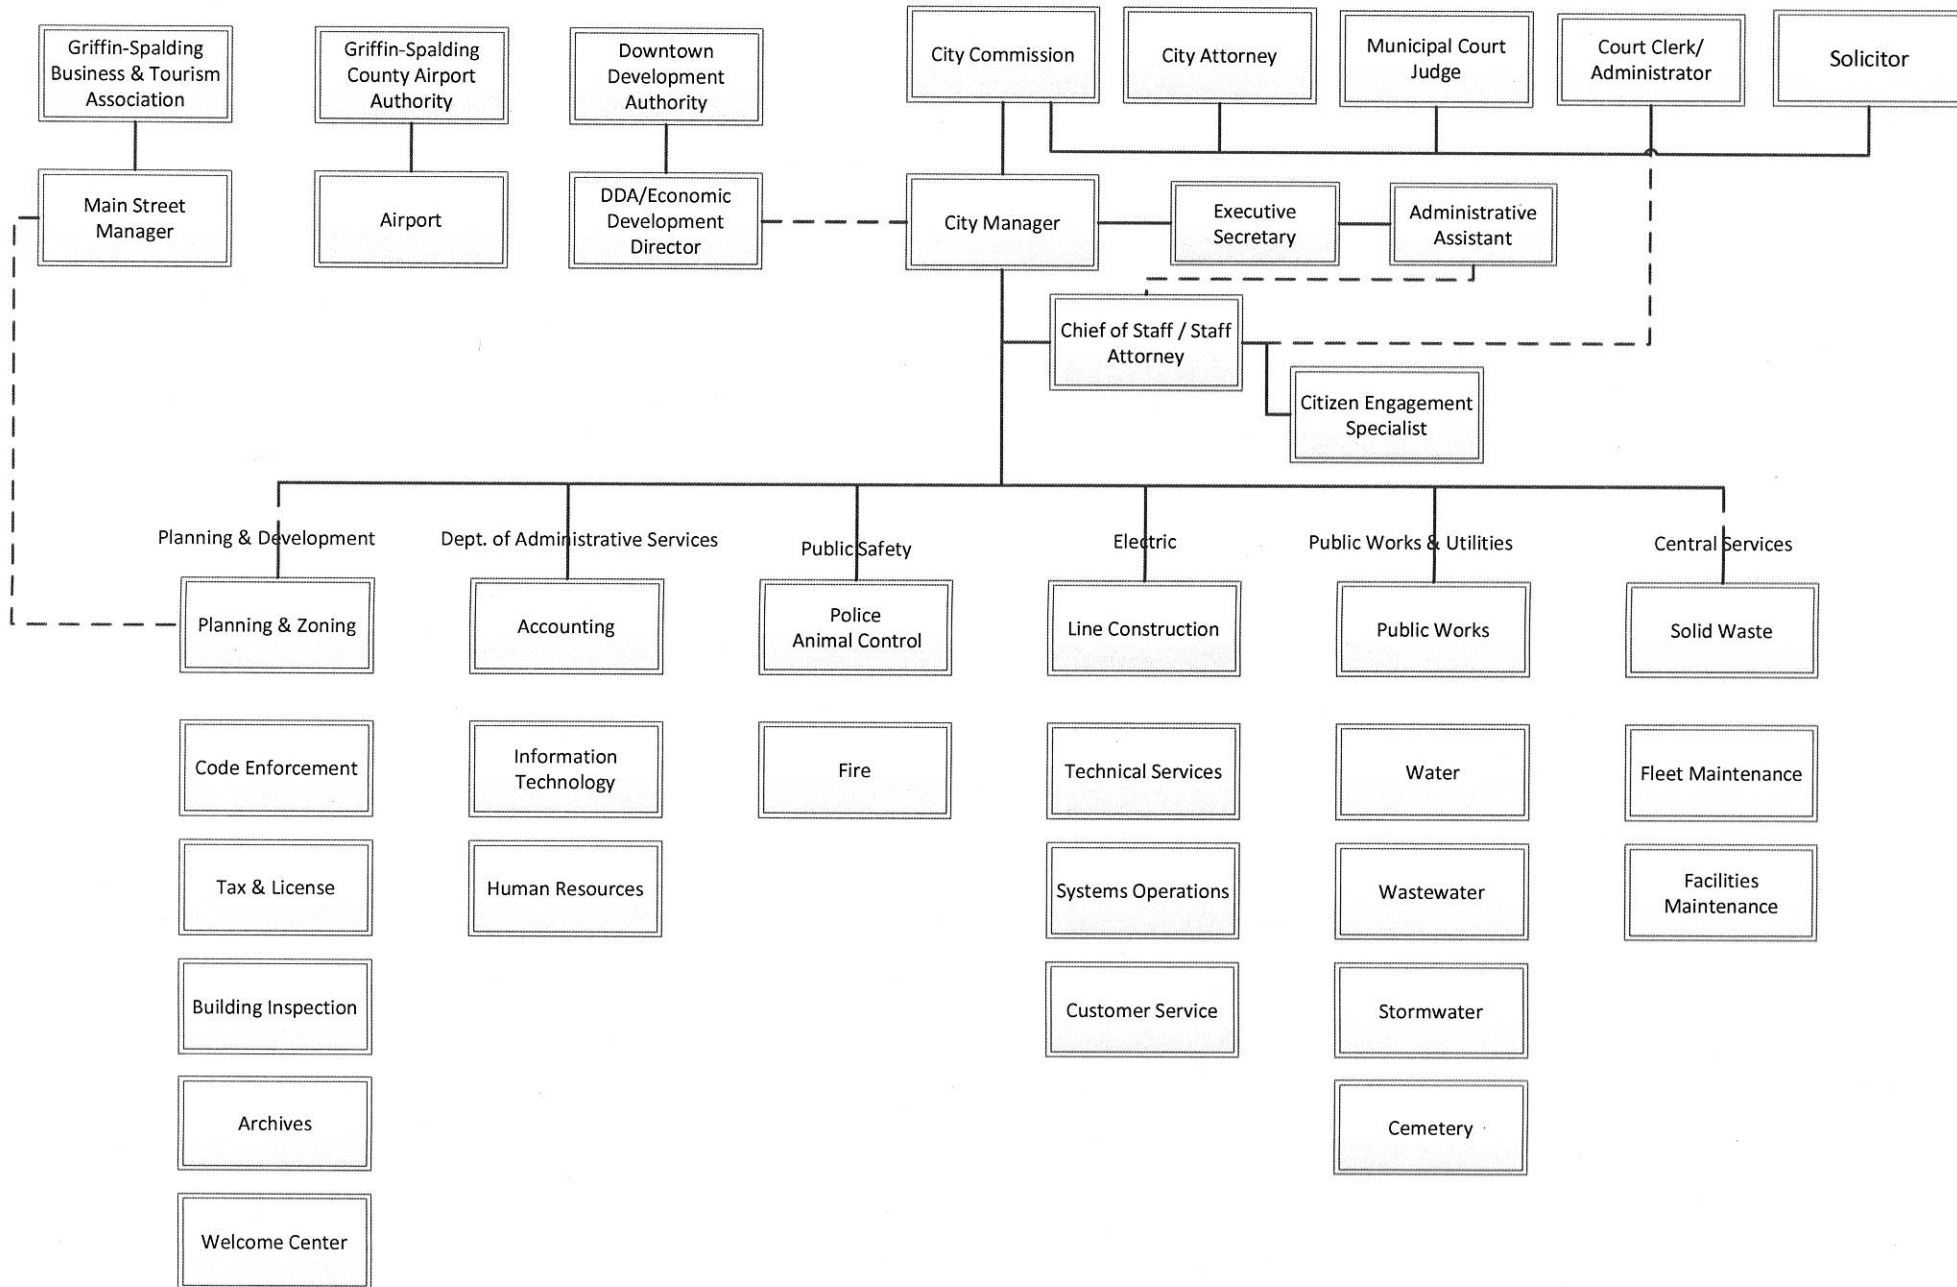 Griffin-Spalding
Business & Tourism
Association
Griffin-Spalding
County Airport
Authority
Downtown
Development
Authority
City Commission
City Attorney
Municipal Court
Judge
Court Clerk/
Administrator
Solicitor
Main Street
Manager
Airport
DDA/Economic
Development
Director
City Manager
Executive
Secretary
Administrative
Assistant
Chief of Staff / Staff
Attorney
Citizen Engagement
Specialist
Planning & Development
Dept. of Administrative Services
Public Safety
Electric
Public Works & Utilities
Central Services
Planning & Zoning
Accounting
Police
Animal Control
Line Construction
Public Works
Solid Waste
Code Enforcement
Information
Technology
Fire
Technical Services
Water
Fleet Maintenance
Tax & License
Human Resources
Systems Operations
Wastewater
Facilities
Maintenance
Building Inspection
Customer Service
Stormwater
Archives
Cemetery
Welcome Center